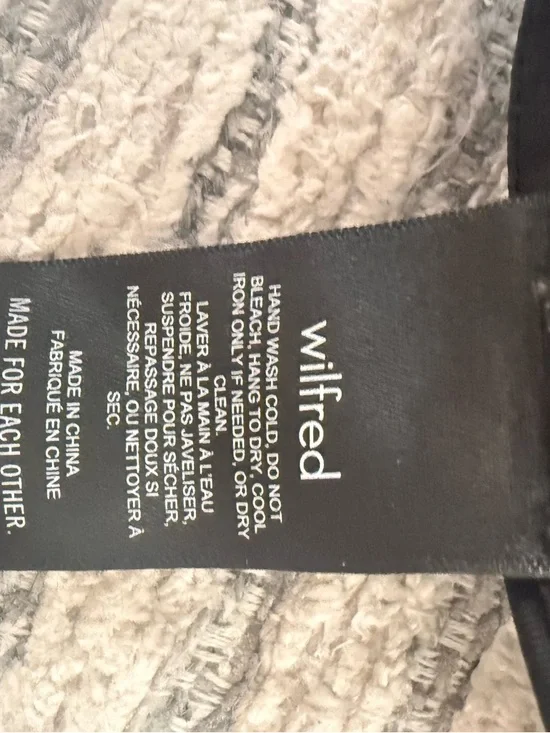 wilfred
HAND WASH COLD, DO NOT
BLEACH, HANG TO DRY, COOL
IRON ONLY IF NEEDED, OR DRY
CLEAN.
LAVER À LA MAIN À L'EAU
FROIDE, NE PAS JAVELISER,
SUSPENDRE POUR SÉCHER,
REPASSAGE DOUX SI
NÉCESSAIRE, OU NETTOYER À
SEC.
MADE IN CHINA
FABRIQUÉ EN CHINE
MADE FOR EACH OTHER.